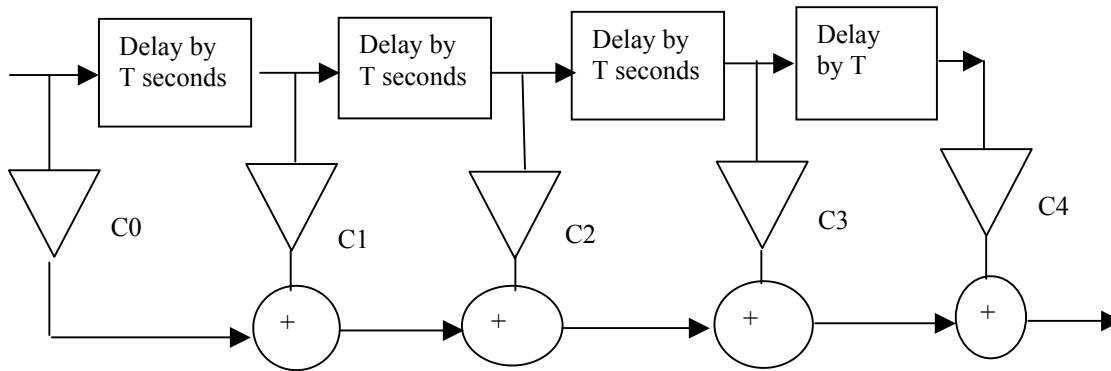 Delay by
T seconds
Delay by
T seconds
Delay by
T seconds
Delay
by T
C0
C1
C2
C3
C4
+
+
+
+